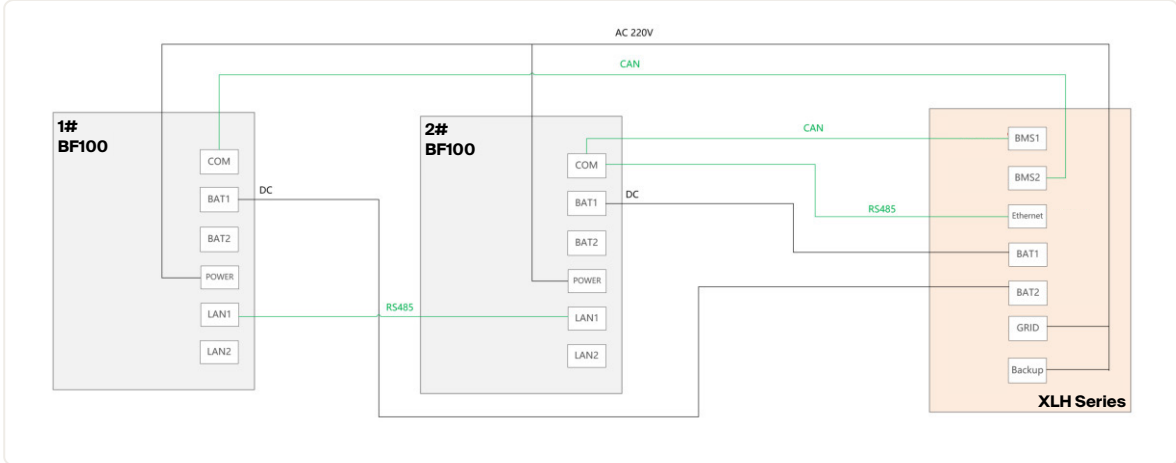 AC 220V
CAN
1#
BF100
COM
BAT1
DC
BAT2
POWER
LAN1
RS485
LAN2
2#
BF100
COM
BAT1
DC
BAT2
POWER
LAN1
LAN2
CAN
RS485
BMS1
BMS2
Ethernet
BAT1
BAT2
GRID
Backup
XLH Series